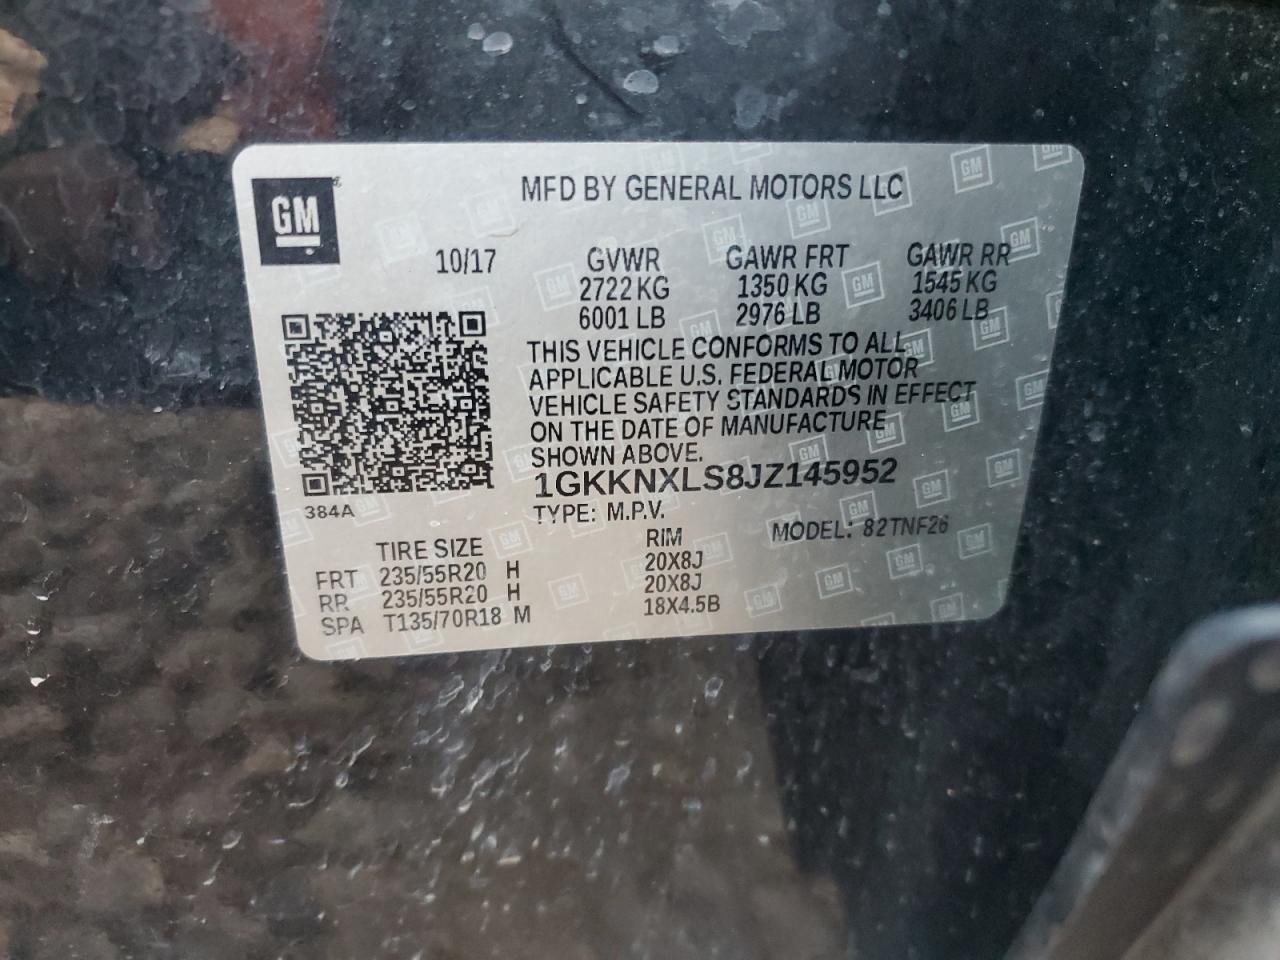 GM
MFD BY GENERAL MOTORS LLC
10/17 GVWR GAWR FRT GAWR RR
2722 KG 1350 KG 1545 KG
6001 LB 2976 LB 3406 LB
THIS VEHICLE CONFORMS TO ALL
APPLICABLE U.S. FEDERAL MOTOR
VEHICLE SAFETY STANDARDS IN EFFECT
ON THE DATE OF MANUFACTURE
SHOWN ABOVE.
1GKKNXLS8JZ145952
384A TYPE: M.P.V. MODEL: 82TNF26
TIRE SIZE RIM
FRT 235/55R20 H 20X8J
RR 235/55R20 H 20X8J
SPA T135/70R18 M 18X4.5B